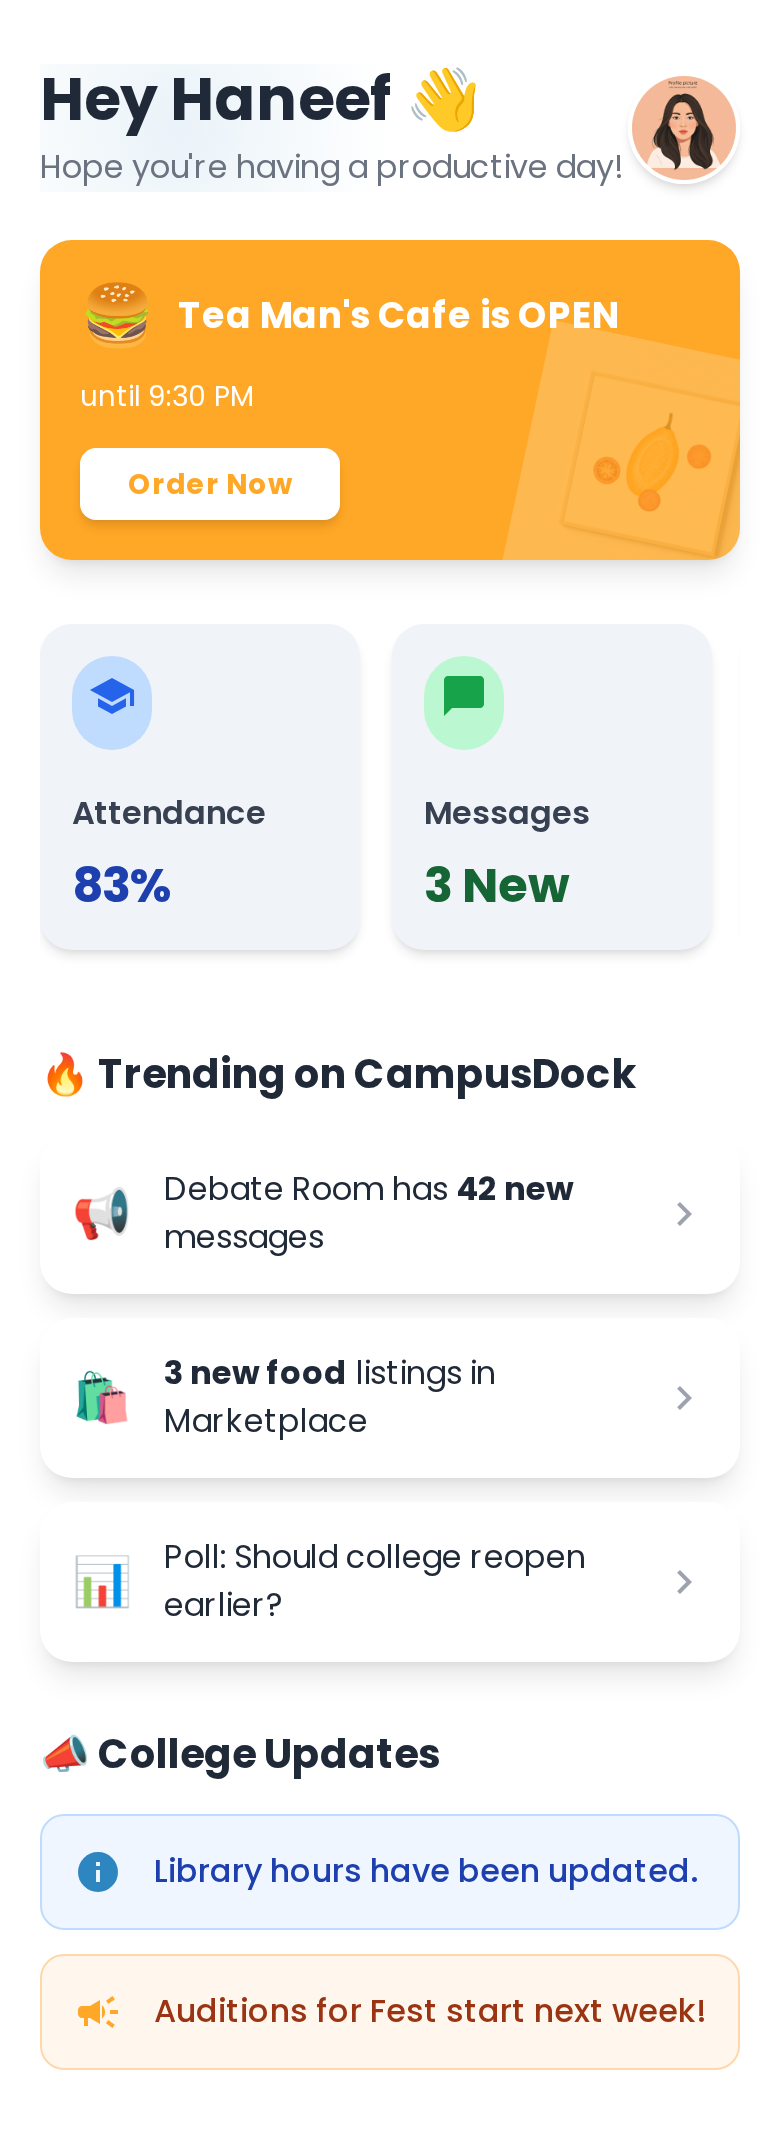 Hey Haneef 👋
Hope you're having a productive day!
Profile picture
🍔 Tea Man's Cafe is OPEN
until 9:30 PM
Order Now
Attendance
83%
Messages
3 New
🔥 Trending on CampusDock
Debate Room has 42 new
messages
3 new food listings in
Marketplace
Poll: Should college reopen
earlier?
📣 College Updates
Library hours have been updated.
Auditions for Fest start next week!